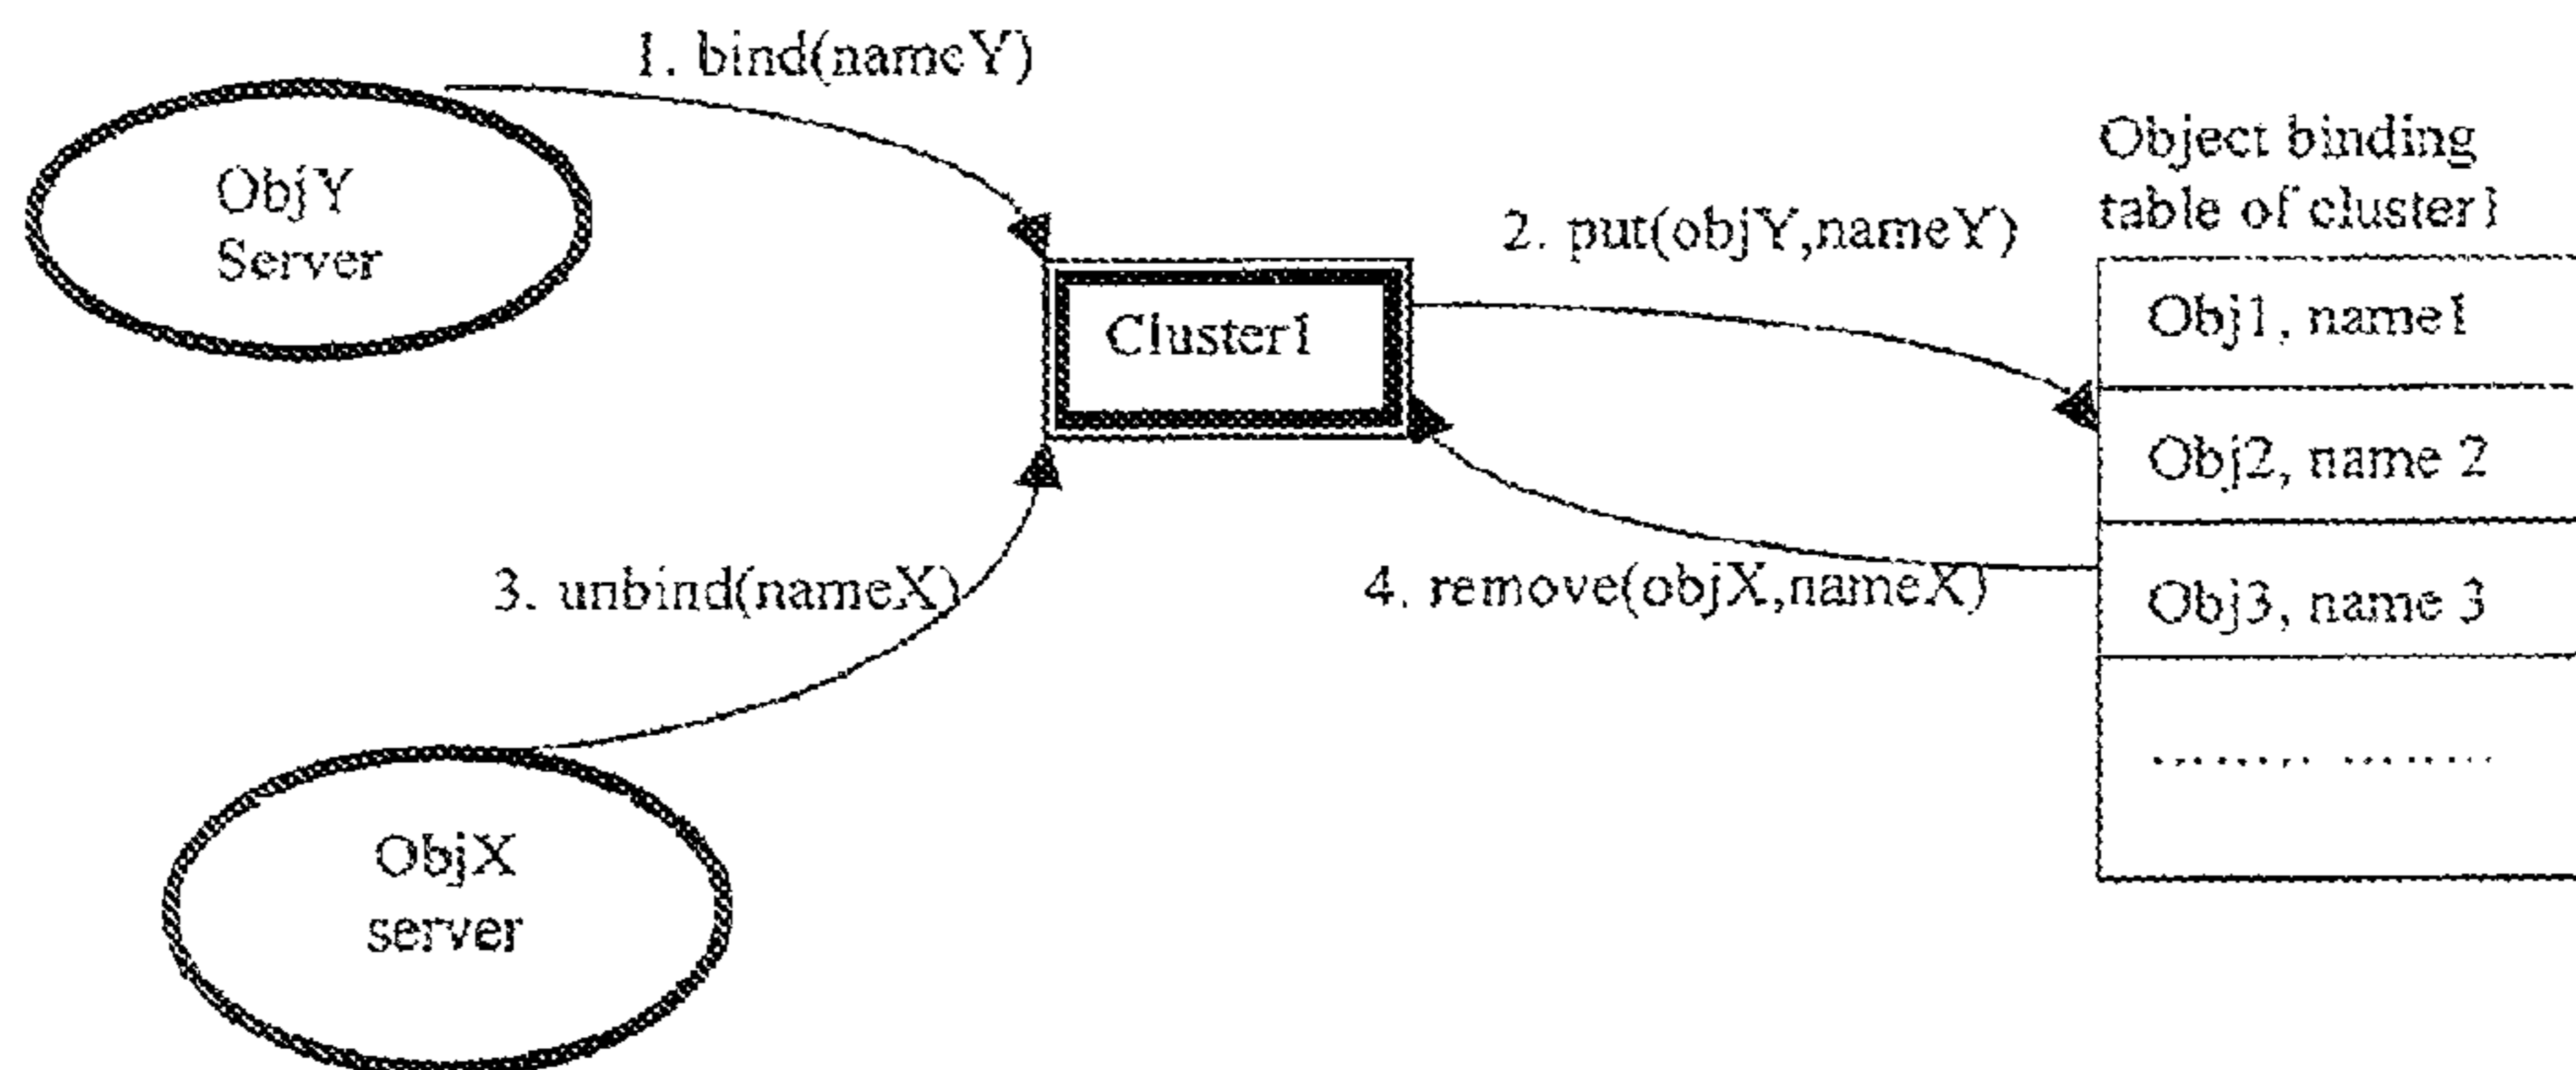 1. bind(nameY)
ObjY
Server
Object binding
table of cluster1
2. put(objY,nameY)
Cluster1
Obj1, name1
Obj2, name 2
3. unbind(nameX)
4. remove(objX,nameX)
Obj3, name 3
....... ........
ObjX
server